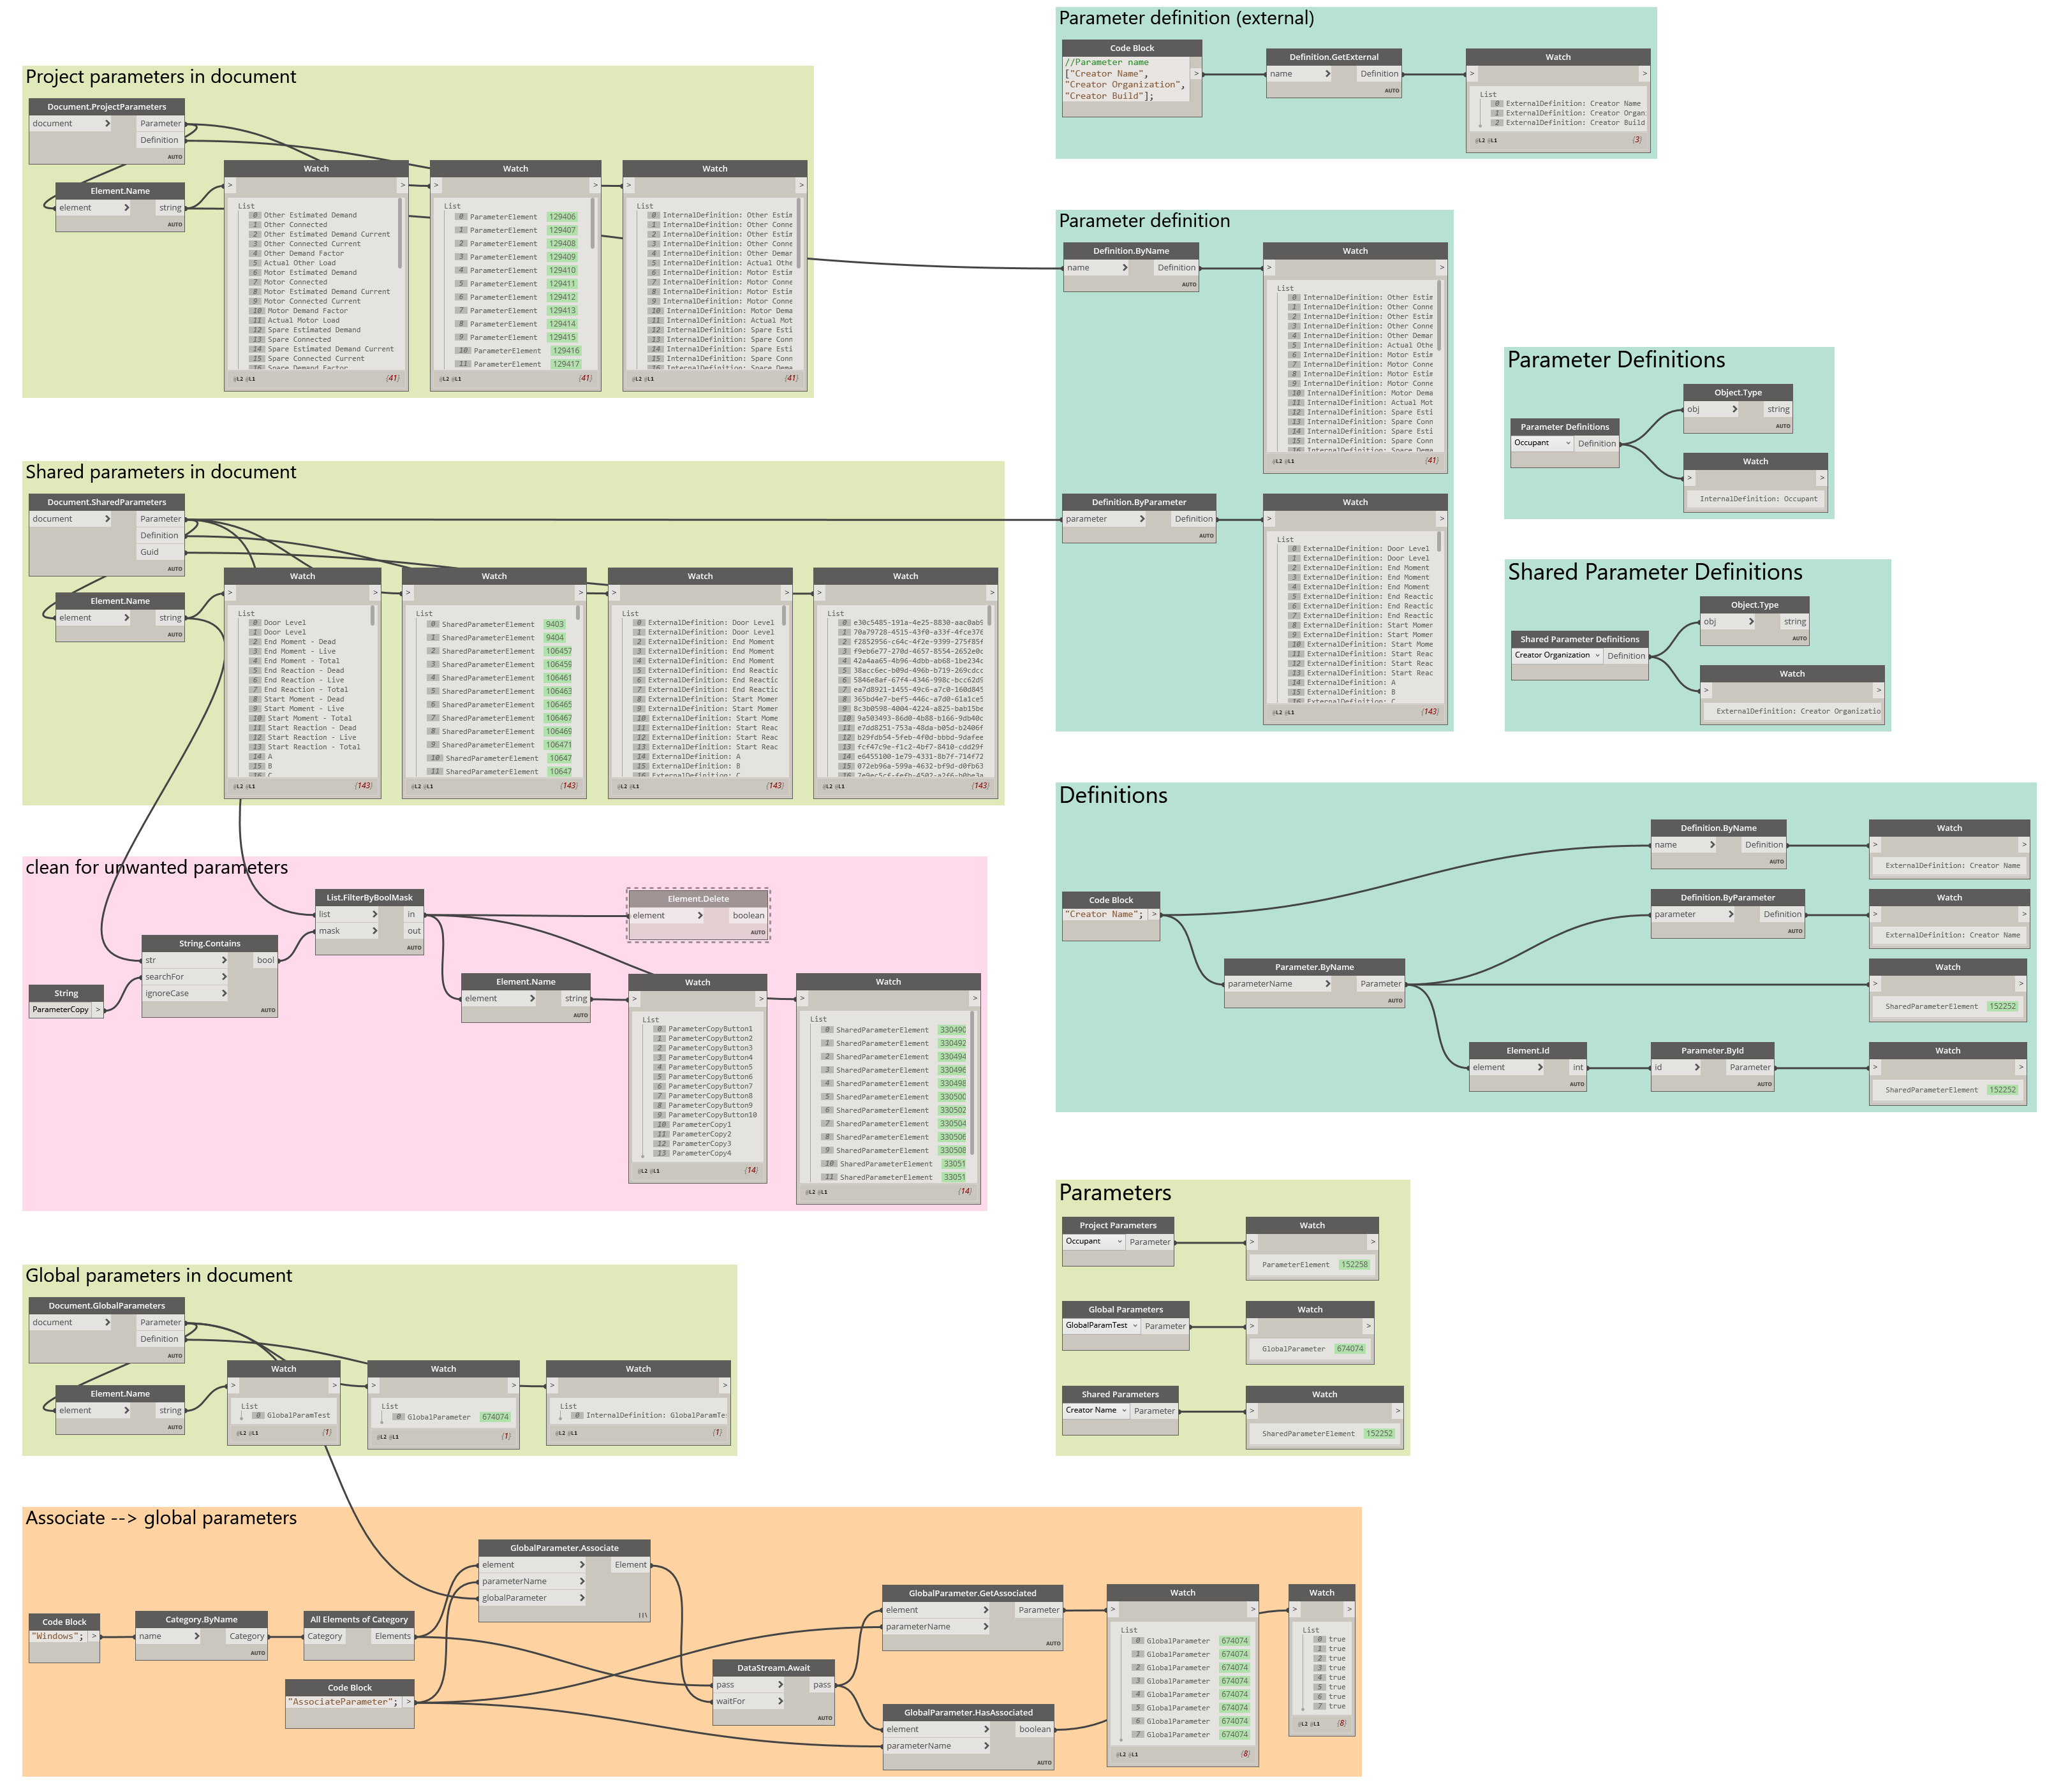 Project parameters in document
Document.ProjectParameters
document
Parameter
Definition
AUTO
Element.Name
element
string
AUTO
Watch
>
>
List
0 Other Estimated Demand
1 Other Connected
2 Other Estimated Demand Current
3 Other Connected Current
4 Other Demand Factor
5 Actual Other Load
6 Motor Estimated Demand
7 Motor Connected
8 Motor Estimated Demand Current
9 Motor Connected Current
10 Motor Demand Factor
11 Actual Motor Load
12 Spare Estimated Demand
13 Spare Connected
14 Spare Estimated Demand Current
15 Spare Connected Current
16 Spare Demand Factor
@L2 @L1 {41}
Watch
>
>
List
0 ParameterElement 129406
1 ParameterElement 129407
2 ParameterElement 129408
3 ParameterElement 129409
4 ParameterElement 129410
5 ParameterElement 129411
6 ParameterElement 129412
7 ParameterElement 129413
8 ParameterElement 129414
9 ParameterElement 129415
10 ParameterElement 129416
11 ParameterElement 129417
@L2 @L1 {41}
Watch
>
>
List
0 InternalDefinition: Other Estim
1 InternalDefinition: Other Conne
2 InternalDefinition: Other Estim
3 InternalDefinition: Other Conne
4 InternalDefinition: Other Demar
5 InternalDefinition: Actual Othe
6 InternalDefinition: Motor Estim
7 InternalDefinition: Motor Conne
8 InternalDefinition: Motor Estim
9 InternalDefinition: Motor Conne
10 InternalDefinition: Motor Dema
11 InternalDefinition: Actual Mot
12 InternalDefinition: Spare Esti
13 InternalDefinition: Spare Conn
14 InternalDefinition: Spare Esti
15 InternalDefinition: Spare Conn
16 InternalDefinition: Spare Dema
@L2 @L1 {41}
Shared parameters in document
Document.SharedParameters
document
Parameter
Definition
Guid
AUTO
Element.Name
element
string
AUTO
Watch
>
>
List
0 Door Level
1 Door Level
2 End Moment - Dead
3 End Moment - Live
4 End Moment - Total
5 End Reaction - Dead
6 End Reaction - Live
7 End Reaction - Total
8 Start Moment - Dead
9 Start Moment - Live
10 Start Moment - Total
11 Start Reaction - Dead
12 Start Reaction - Live
13 Start Reaction - Total
14 A
15 B
16 C
@L2 @L1 {143}
Watch
>
>
List
0 SharedParameterElement 9403
1 SharedParameterElement 9404
2 SharedParameterElement 106457
3 SharedParameterElement 106459
4 SharedParameterElement 106461
5 SharedParameterElement 106463
6 SharedParameterElement 106465
7 SharedParameterElement 106467
8 SharedParameterElement 106469
9 SharedParameterElement 106471
10 SharedParameterElement 10647
11 SharedParameterElement 10647
@L2 @L1 {143}
Watch
>
>
List
0 ExternalDefinition: Door Level
1 ExternalDefinition: Door Level
2 ExternalDefinition: End Moment
3 ExternalDefinition: End Moment
4 ExternalDefinition: End Moment
5 ExternalDefinition: End Reactic
6 ExternalDefinition: End Reactic
7 ExternalDefinition: End Reactic
8 ExternalDefinition: Start Momer
9 ExternalDefinition: Start Momer
10 ExternalDefinition: Start Mome
11 ExternalDefinition: Start Reac
12 ExternalDefinition: Start Reac
13 ExternalDefinition: Start Reac
14 ExternalDefinition: A
15 ExternalDefinition: B
16 ExternalDefinition: C
@L2 @L1 {143}
Watch
>
>
List
0 e30c5485-191a-4e25-8830-aac0ab9
1 70a79728-4515-43f0-a33f-4fce376
2 f2852956-c64c-4f2e-9399-275f85f
3 f9eb6e77-270d-4657-8554-2652e0c
4 42a4aa65-4b96-4dbb-ab68-1be234c
5 38acc6ec-b09d-496b-b719-269cdcc
6 5846e8af-67f4-4346-998c-bcc62d9
7 ea7d8921-1455-49c6-a7c0-160d845
8 365bd4e7-bef5-446c-a7d0-61a1ce5
9 8c3b0598-4004-4224-a825-bab15be
10 9a503493-86d0-4b88-b166-9db40c
11 e7dd8251-753a-48da-b05d-b2406f
12 b29fdb54-5feb-4f0d-bbbd-9dafee
13 fcf47c9e-f1c2-4bf7-8410-cdd29f
14 e6455100-1e79-4331-8b7f-714f72
15 072eb96a-599a-4632-bf9d-d0fb63
@L2 @L1 {143}
clean for unwanted parameters
List.FilterByBoolMask
list
in
mask
out
AUTO
Element.Delete
element
boolean
AUTO
String.Contains
str
bool
searchFor
ignoreCase
AUTO
String
ParameterCopy >
Element.Name
element
string
AUTO
Watch
>
>
List
0 ParameterCopyButton1
1 ParameterCopyButton2
2 ParameterCopyButton3
3 ParameterCopyButton4
4 ParameterCopyButton5
5 ParameterCopyButton6
6 ParameterCopyButton7
7 ParameterCopyButton8
8 ParameterCopyButton9
9 ParameterCopyButton10
10 ParameterCopy1
11 ParameterCopy2
12 ParameterCopy3
13 ParameterCopy4
@L2 @L1 {14}
Watch
>
>
List
0 SharedParameterElement 330490
1 SharedParameterElement 330492
2 SharedParameterElement 330494
3 SharedParameterElement 330496
4 SharedParameterElement 330498
5 SharedParameterElement 330500
6 SharedParameterElement 330502
7 SharedParameterElement 330504
8 SharedParameterElement 330506
9 SharedParameterElement 330508
10 SharedParameterElement 33051
11 SharedParameterElement 33051
@L2 @L1 {14}
Global parameters in document
Document.GlobalParameters
document
Parameter
Definition
AUTO
Element.Name
element
string
AUTO
Watch
>
>
List
0 GlobalParamTest
@L2 @L1 {1}
Watch
>
>
List
0 GlobalParameter 674074
@L2 @L1 {1}
Watch
>
>
List
0 InternalDefinition: GlobalParamTe
@L2 @L1 {1}
Associate --> global parameters
Code Block
"Windows"; >
Category.ByName
name
Category
AUTO
All Elements of Category
Category
Elements
AUTO
Code Block
"AssociateParameter"; >
GlobalParameter.Associate
element
Element
parameterName
globalParameter
DataStream.Await
pass
pass
waitFor
AUTO
GlobalParameter.GetAssociated
element
Parameter
parameterName
AUTO
GlobalParameter.HasAssociated
element
boolean
parameterName
AUTO
Watch
>
>
List
0 GlobalParameter 674074
1 GlobalParameter 674074
2 GlobalParameter 674074
3 GlobalParameter 674074
4 GlobalParameter 674074
5 GlobalParameter 674074
6 GlobalParameter 674074
7 GlobalParameter 674074
@L2 @L1 {8}
Watch
>
>
List
0 true
1 true
2 true
3 true
4 true
5 true
6 true
7 true
@L2 @L1 {8}
Parameter definition (external)
Code Block
//Parameter name
["Creator Name", >
"Creator Organization",
"Creator Build"];
Definition.GetExternal
name
Definition
AUTO
Watch
>
>
List
0 ExternalDefinition: Creator Name
1 ExternalDefinition: Creator Organ
2 ExternalDefinition: Creator Build
@L2 @L1 {3}
Parameter definition
Definition.ByName
name
Definition
AUTO
Watch
>
>
List
0 InternalDefinition: Other Estim
1 InternalDefinition: Other Conne
2 InternalDefinition: Other Estim
3 InternalDefinition: Other Conne
4 InternalDefinition: Other Demar
5 InternalDefinition: Actual Othe
6 InternalDefinition: Motor Estim
7 InternalDefinition: Motor Conne
8 InternalDefinition: Motor Estim
9 InternalDefinition: Motor Conne
10 InternalDefinition: Motor Dema
11 InternalDefinition: Actual Mot
12 InternalDefinition: Spare Esti
13 InternalDefinition: Spare Conn
14 InternalDefinition: Spare Esti
15 InternalDefinition: Spare Conn
16 InternalDefinition: Spare Dema
@L2 @L1 {41}
Definition.ByParameter
parameter
Definition
AUTO
Watch
>
>
List
0 ExternalDefinition: Door Level
1 ExternalDefinition: Door Level
2 ExternalDefinition: End Moment
3 ExternalDefinition: End Moment
4 ExternalDefinition: End Moment
5 ExternalDefinition: End Reactic
6 ExternalDefinition: End Reactic
7 ExternalDefinition: End Reactic
8 ExternalDefinition: Start Momer
9 ExternalDefinition: Start Momer
10 ExternalDefinition: Start Mome
11 ExternalDefinition: Start Reac
12 ExternalDefinition: Start Reac
13 ExternalDefinition: Start Reac
14 ExternalDefinition: A
15 ExternalDefinition: B
16 ExternalDefinition: C
@L2 @L1 {143}
Parameter Definitions
Parameter Definitions
Occupant
Definition
Object.Type
obj
string
AUTO
Watch
>
>
InternalDefinition: Occupant
Shared Parameter Definitions
Shared Parameter Definitions
Creator Organization
Definition
Object.Type
obj
string
AUTO
Watch
>
>
ExternalDefinition: Creator Organizatio
Definitions
Code Block
"Creator Name"; >
Definition.ByName
name
Definition
AUTO
Watch
>
>
ExternalDefinition: Creator Name
Definition.ByParameter
parameter
Definition
AUTO
Watch
>
>
ExternalDefinition: Creator Name
Parameter.ByName
parameterName
Parameter
AUTO
Watch
>
>
SharedParameterElement 152252
Element.Id
element
int
AUTO
Parameter.ById
id
Parameter
AUTO
Watch
>
>
SharedParameterElement 152252
Parameters
Project Parameters
Occupant
Parameter
Watch
>
>
ParameterElement 152258
Global Parameters
GlobalParamTest
Parameter
Watch
>
>
GlobalParameter 674074
Shared Parameters
Creator Name
Parameter
Watch
>
>
SharedParameterElement 152252